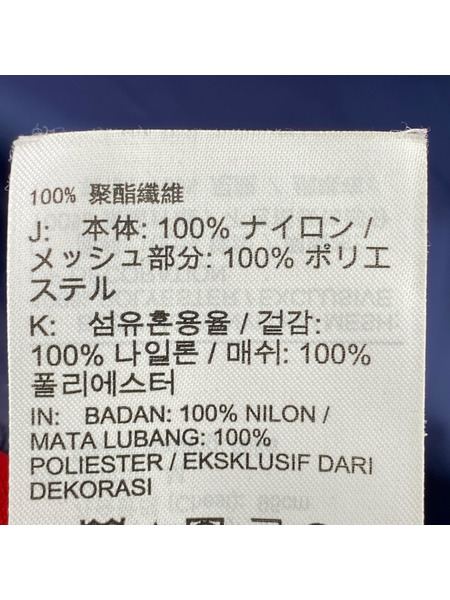 100% 聚酯纖維
J: 本体: 100% ナイロン /
メッシュ部分: 100% ポリエ
ステル
K: 섬유혼용율 / 겉감:
100% 나일론 / 매쉬: 100%
폴리에스터
IN: BADAN: 100% NILON /
MATA LUBANG: 100%
POLIESTER / EKSKLUSIF DARI
DEKORASI